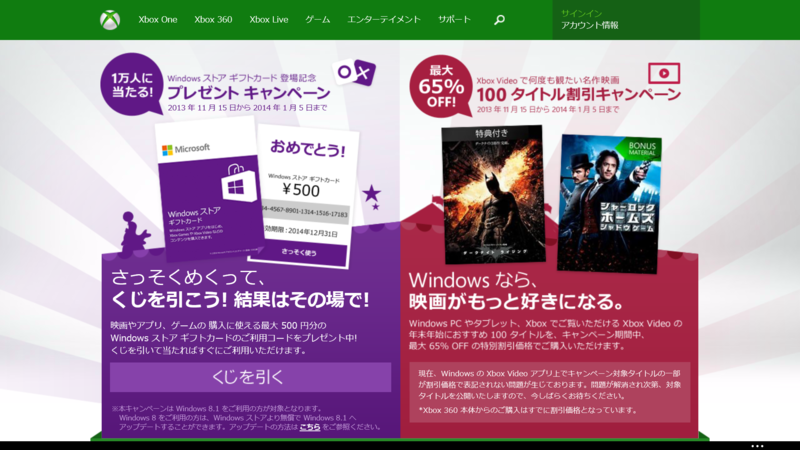 Xbox One Xbox 360 Xbox Live ゲーム エンターテイメント サポート
サインイン
アカウント情報
1万人に
当たる!
Windows ストア ギフトカード 登場記念
プレゼント キャンペーン
2013 年 11 月 15 日から 2014 年 1 月 5 日まで
Microsoft
Windows ストア
ギフトカード
おめでとう!
Windows ストア ギフトカード
¥500
34-4567-8901-1314-1516-17183
効期限 : 2014年12月31日
さっそく使う
さっそくめくって、
くじを引こう! 結果はその場で!
映画やアプリ、ゲームの 購入に使える最大 500 円分の
Windows ストア ギフトカードのご利用コードをプレゼント中!
くじを引いて当たればすぐにご利用いただけます。
くじを引く
※本キャンペーンは Windows 8.1 をご利用の方が対象となります。
Windows 8 をご利用の方は、Windows ストアより無償で Windows 8.1 へ
アップデートすることができます。アップデートの方法は こちら をご参照ください。
最大
65%
OFF!
Xbox Video で何度も観たい名作映画
100 タイトル割引キャンペーン
2013 年 11 月 15 日から 2014 年 1 月 5 日まで
特典付き
ダークナイト ライジング
BONUS
MATERIAL
シャーロック
ホームズ
シャドウ ゲーム
Windows なら、
映画がもっと好きになる。
Windows PC やタブレット、Xbox でご覧いただける Xbox Video の
年末年始におすすめ 100 タイトルを、キャンペーン期間中、
最大 65% OFF の特別割引価格でご購入いただけます。
現在、Windows の Xbox Video アプリ上でキャンペーン対象タイトルの一部
が割引価格で表記されない問題が生じております。問題が解消され次第、対象
タイトルを公開いたしますので、今しばらくお待ちください。
*Xbox 360 本体からのご購入はすでに割引価格となっています。